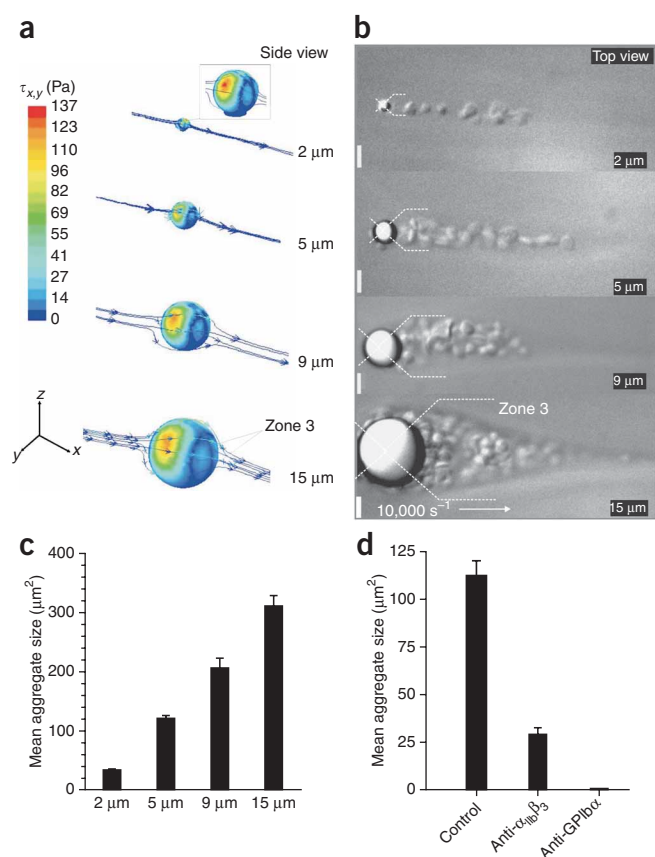 a
Side view
τx,y (Pa)
137
123
110
96
82
69
55
41
27
14
0
2 μm
5 μm
9 μm
15 μm
Zone 3
z
y
x
b
Top view
2 μm
5 μm
9 μm
Zone 3
10,000 s⁻¹
15 μm
c
Mean aggregate size (μm²)
400
300
200
100
0
2 μm 5 μm 9 μm 15 μm
d
Mean aggregate size (μm²)
125
100
75
50
25
0
Control
Anti-αIIbβ3
Anti-GPIbα